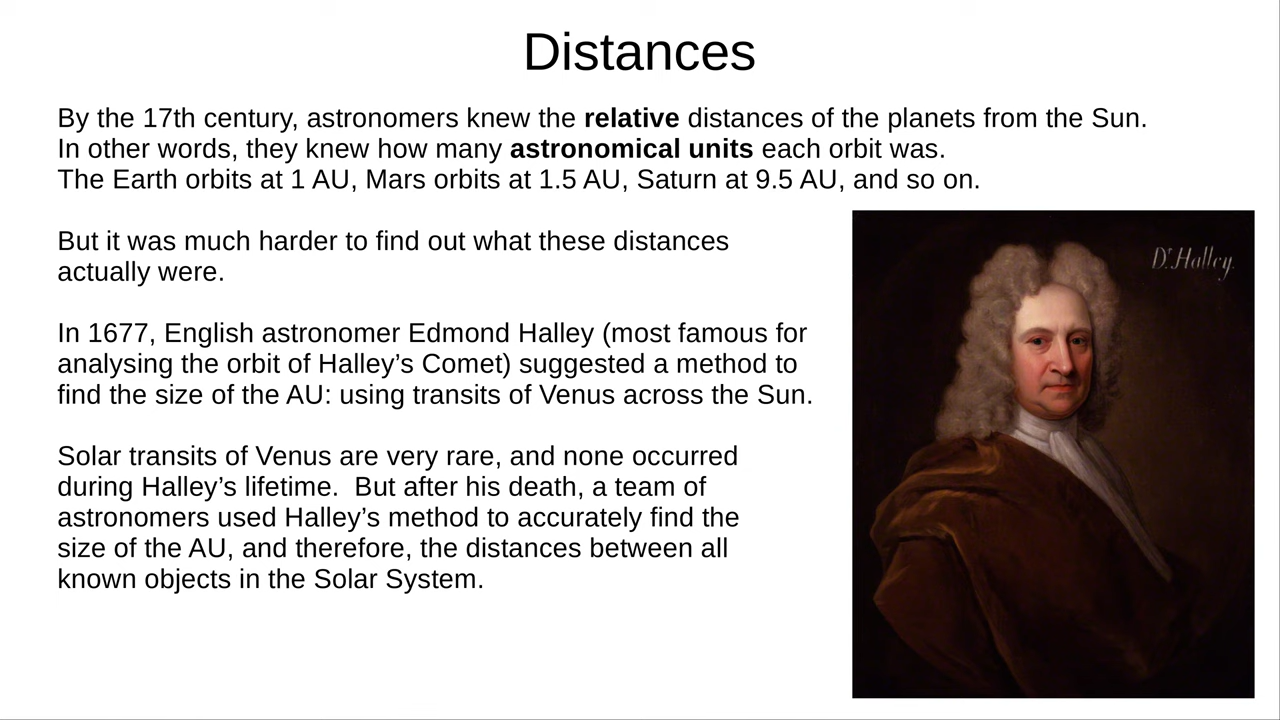 Distances
By the 17th century, astronomers knew the relative distances of the planets from the Sun.
In other words, they knew how many astronomical units each orbit was.
The Earth orbits at 1 AU, Mars orbits at 1.5 AU, Saturn at 9.5 AU, and so on.
But it was much harder to find out what these distances
actually were.
In 1677, English astronomer Edmond Halley (most famous for
analysing the orbit of Halley’s Comet) suggested a method to
find the size of the AU: using transits of Venus across the Sun.
Solar transits of Venus are very rare, and none occurred
during Halley’s lifetime.  But after his death, a team of
astronomers used Halley’s method to accurately find the
size of the AU, and therefore, the distances between all
known objects in the Solar System.
Dr. Halley.